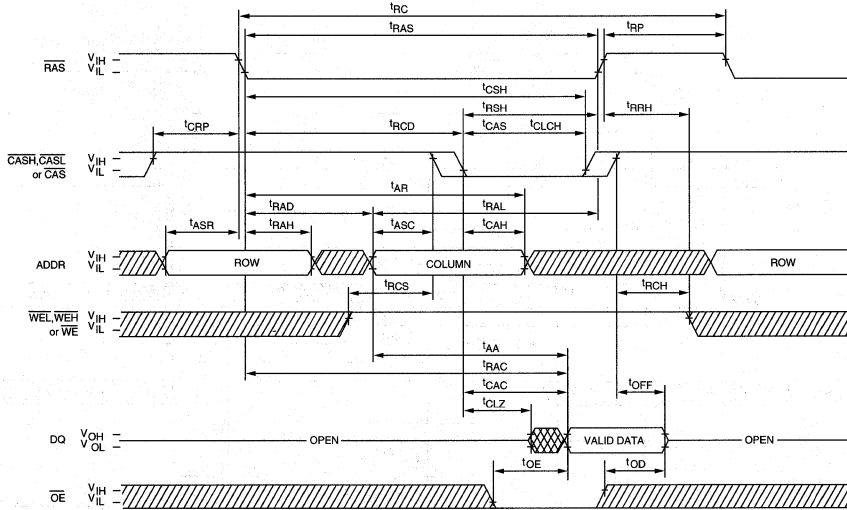 tRC
tRAS
tRP
RAS
VIH
VIL
tCSH
tRSH
tRRH
tCRP
tRCD
tCAS
tCLCH
CASH,CASL
or CAS
VIH
VIL
tAR
tRAD
tRAL
tASR
tRAH
tASC
tCAH
ADDR
VIH
VIL
ROW
COLUMN
ROW
tRCS
tRCH
WEL,WEH
or WE
VIH
VIL
tAA
tRAC
tCAC
tOFF
tCLZ
DQ
VOH
VOL
OPEN
VALID DATA
OPEN
tOE
tOD
OE
VIH
VIL